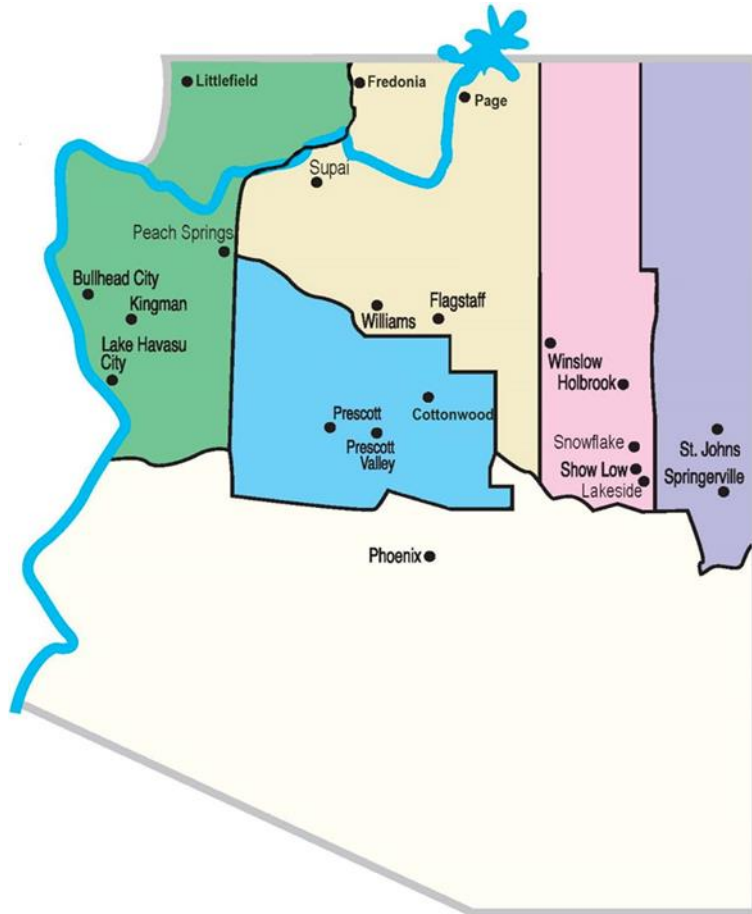 Littlefield
Fredonia
Page
Supai
Peach Springs
Bullhead City
Kingman
Lake Havasu
City
Williams
Flagstaff
Winslow
Holbrook
Prescott
Cottonwood
Prescott
Valley
Snowflake
Show Low
Lakeside
St. Johns
Springerville
Phoenix